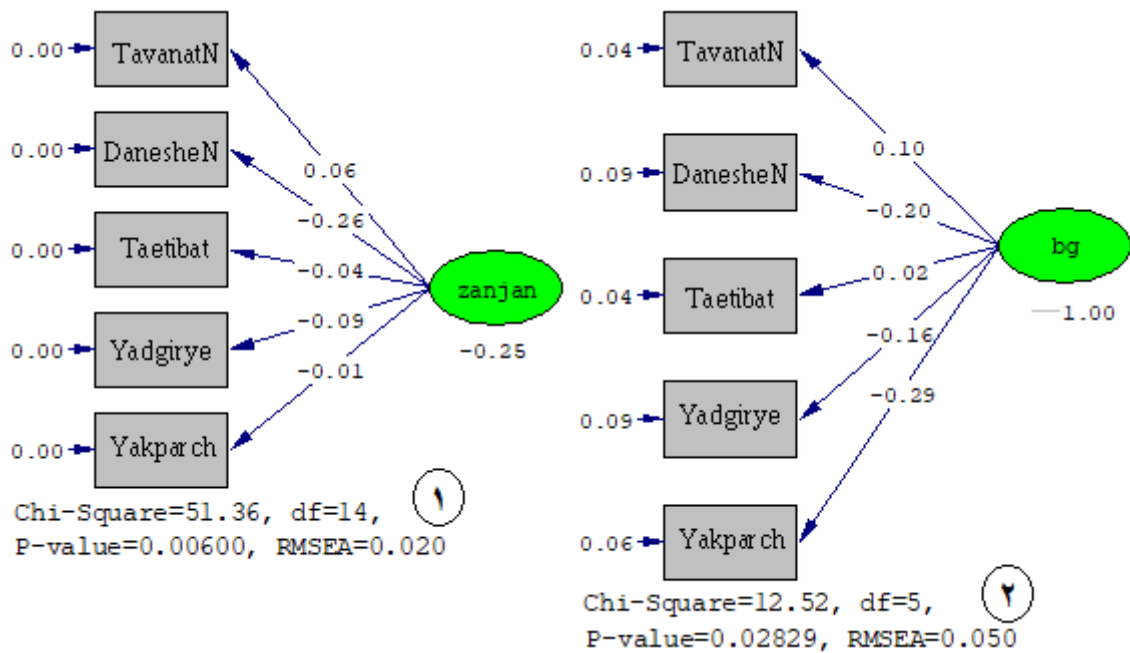 0.00
TavanatN
0.00
DanesheN
0.00
Taetibat
0.00
Yadgirye
0.00
Yakparch
0.06
-0.26
-0.04
-0.09
-0.01
zanjan
-0.25
Chi-Square=51.36, df=14,
P-value=0.00600, RMSEA=0.020
۱
0.04
TavanatN
0.09
DanesheN
0.04
Taetibat
0.09
Yadgirye
0.06
Yakparch
0.10
-0.20
0.02
-0.16
-0.29
bg
—1.00
Chi-Square=12.52, df=5,
P-value=0.02829, RMSEA=0.050
۲